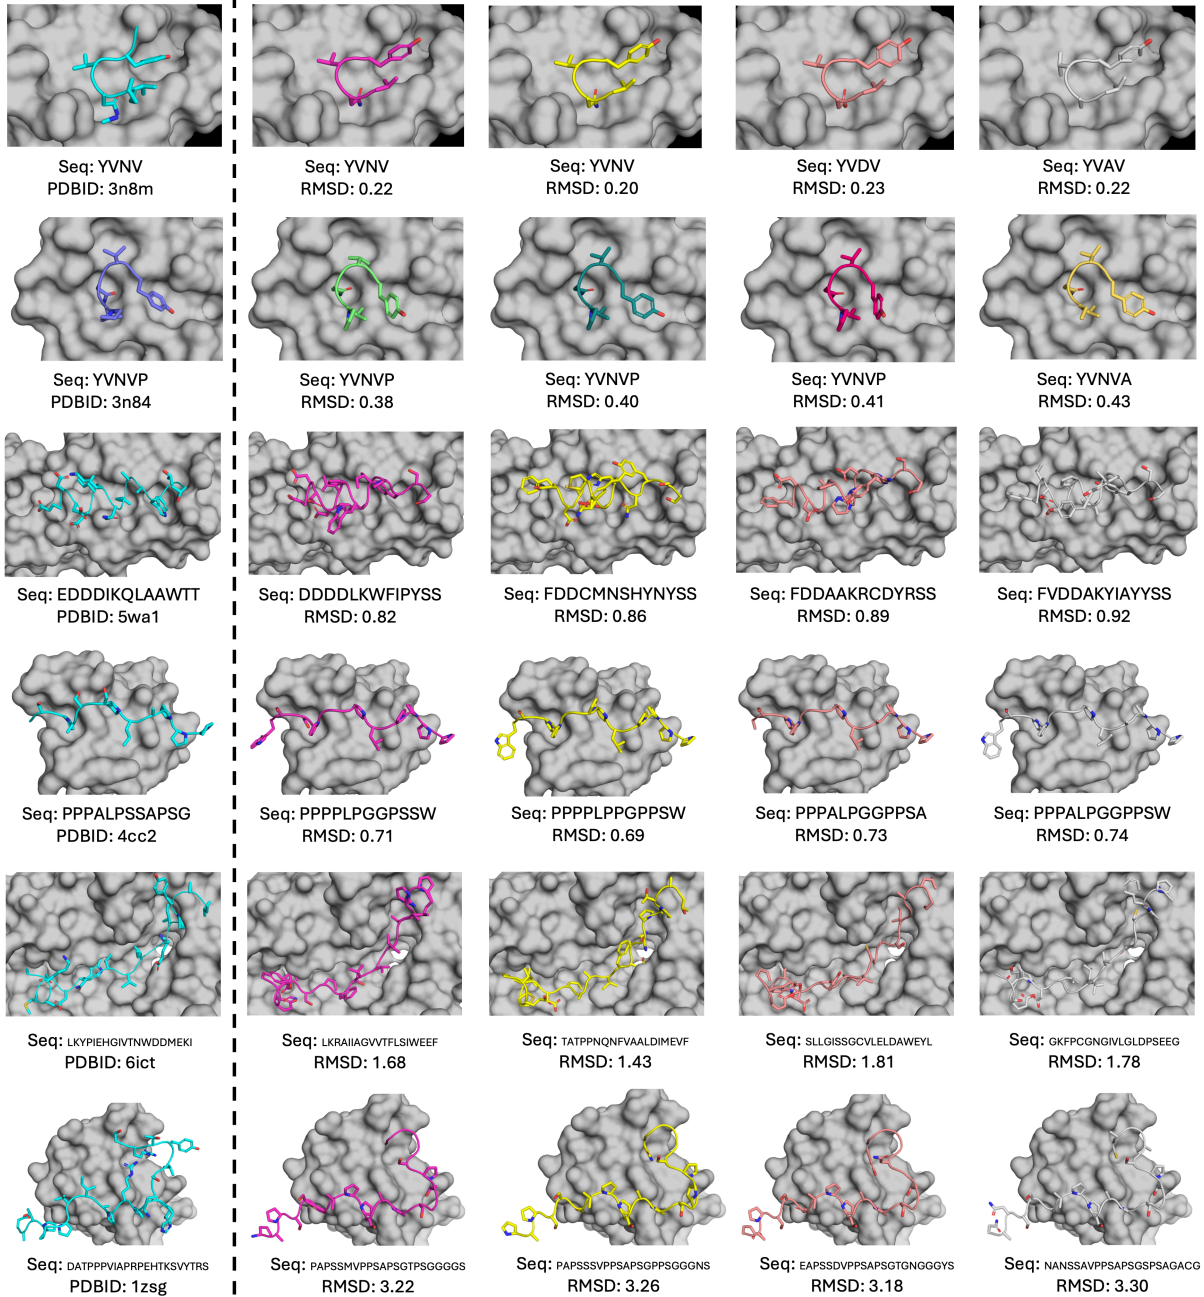 Seq: YVNV
PDBID: 3n8m
Seq: YVNV
RMSD: 0.22
Seq: YVNV
RMSD: 0.20
Seq: YVDV
RMSD: 0.23
Seq: YVAV
RMSD: 0.22
Seq: YVNVP
PDBID: 3n84
Seq: YVNVP
RMSD: 0.38
Seq: YVNVP
RMSD: 0.40
Seq: YVNVP
RMSD: 0.41
Seq: YVNVA
RMSD: 0.43
Seq: EDDDIKQLAAWTT
PDBID: 5wa1
Seq: DDDDLKWFIPYSS
RMSD: 0.82
Seq: FDDCMNSHYNYSS
RMSD: 0.86
Seq: FDDAAKRCDYRSS
RMSD: 0.89
Seq: FVDDAKYIAYYSS
RMSD: 0.92
Seq: PPPALPSSAPSG
PDBID: 4cc2
Seq: PPPPLPGGPSSW
RMSD: 0.71
Seq: PPPPLPPGPPSW
RMSD: 0.69
Seq: PPPALPGGPPSA
RMSD: 0.73
Seq: PPPALPGGPPSW
RMSD: 0.74
Seq: LKYPIEHGIVTNWDDMEKI
PDBID: 6ict
Seq: LKRAIIAGVVTFLSIWEEF
RMSD: 1.68
Seq: TATPPNQNFVAALDIMEVF
RMSD: 1.43
Seq: SLLGISSGCVLELDAWEYL
RMSD: 1.81
Seq: GKFPCGNGIVLGLDPSEEG
RMSD: 1.78
Seq: DATPPPVIAPRPEHTKSVYTRS
PDBID: 1zsg
Seq: PAPSSMVPPSAPSGTPSGGGGS
RMSD: 3.22
Seq: PAPSSSVPPSAPSGPPSGGGNS
RMSD: 3.26
Seq: EAPSSDVPPSAPSGTGNGGGYS
RMSD: 3.18
Seq: NANSSAVPPSAPSGSPSAGACG
RMSD: 3.30